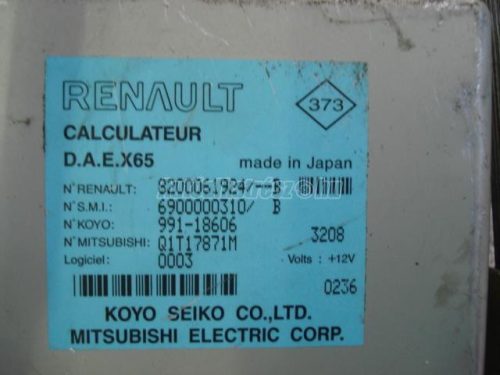 RENAULT
373
CALCULATEUR
D.A.E.X65 made in Japan
N°RENAULT: 8200061924/--B
N°S.M.I.: 6900000310/ B
N°KOYO: 991-18606
N°MITSUBISHI: Q1T17871M 3208
Logiciel: 0003 Volts : +12V
0236
KOYO SEIKO CO.,LTD.
MITSUBISHI ELECTRIC CORP.